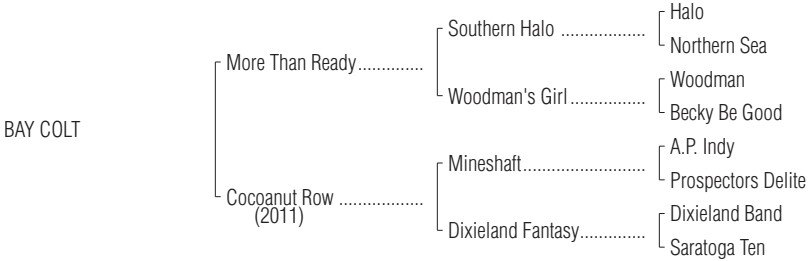 Halo
Southern Halo ...................
Northern Sea
More Than Ready..............
Woodman
Woodman's Girl .................
Becky Be Good
BAY COLT
A.P. Indy
Mineshaft...........................
Prospectors Delite
Cocoanut Row ..................
(2011)
Dixieland Band
Dixieland Fantasy..............
Saratoga Ten